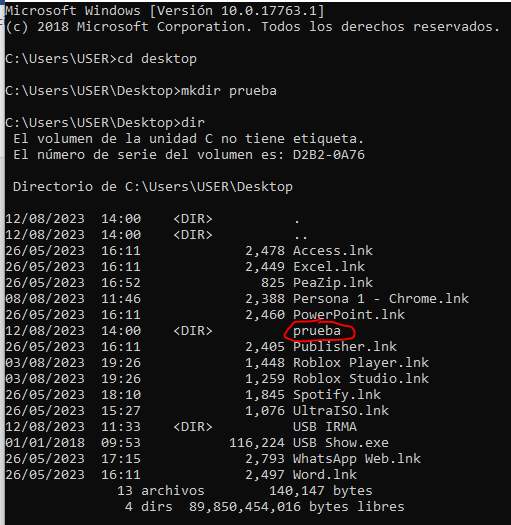 Microsoft Windows [Versión 10.0.17763.1]
(c) 2018 Microsoft Corporation. Todos los derechos reservados.
C:\Users\USER>cd desktop
C:\Users\USER\Desktop>mkdir prueba
C:\Users\USER\Desktop>dir
El volumen de la unidad C no tiene etiqueta.
El número de serie del volumen es: D2B2-0A76
Directorio de C:\Users\USER\Desktop
12/08/2023  14:00    <DIR>          .
12/08/2023  14:00    <DIR>          ..
26/05/2023  16:11             2,478 Access.lnk
26/05/2023  16:11             2,449 Excel.lnk
26/05/2023  16:52               825 PeaZip.lnk
08/08/2023  11:46             2,388 Persona 1 - Chrome.lnk
26/05/2023  16:11             2,460 PowerPoint.lnk
12/08/2023  14:00    <DIR>          prueba
26/05/2023  16:11             2,405 Publisher.lnk
03/08/2023  19:26             1,448 Roblox Player.lnk
03/08/2023  19:26             1,259 Roblox Studio.lnk
26/05/2023  18:10             1,845 Spotify.lnk
26/05/2023  15:27             1,076 UltraISO.lnk
12/08/2023  11:33    <DIR>          USB IRMA
01/01/2018  09:53           116,224 USB Show.exe
26/05/2023  17:15             2,793 WhatsApp Web.lnk
26/05/2023  16:11             2,497 Word.lnk
13 archivos        140,147 bytes
4 dirs  89,850,454,016 bytes libres